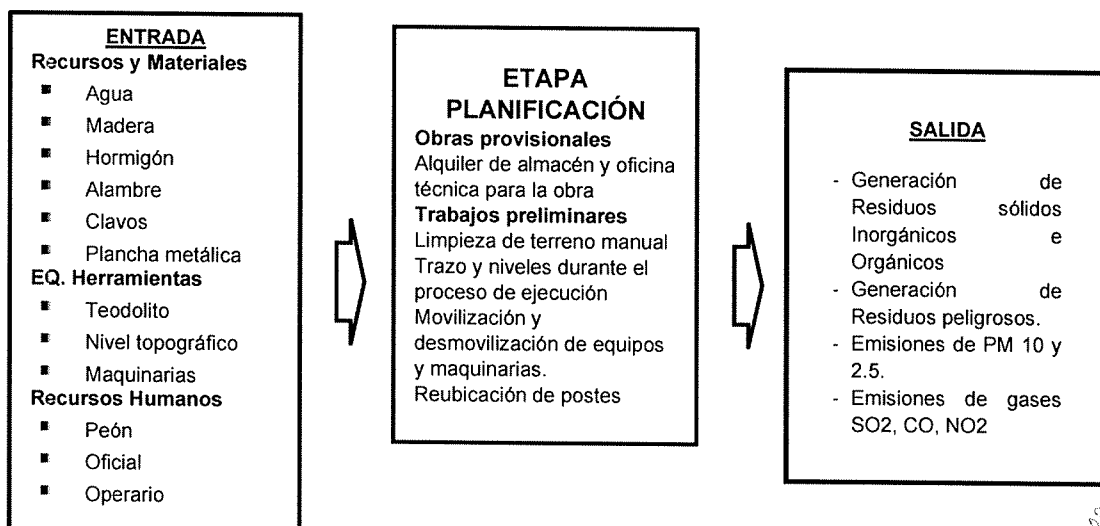 ENTRADA
Recursos y Materiales
▪ Agua
▪ Madera
▪ Hormigón
▪ Alambre
▪ Clavos
▪ Plancha metálica
EQ. Herramientas
▪ Teodolito
▪ Nivel topográfico
▪ Maquinarias
Recursos Humanos
▪ Peón
▪ Oficial
▪ Operario
ETAPA
PLANIFICACIÓN
Obras provisionales
Alquiler de almacén y oficina
técnica para la obra
Trabajos preliminares
Limpieza de terreno manual
Trazo y niveles durante el
proceso de ejecución
Movilización y
desmovilización de equipos
y maquinarias.
Reubicación de postes
SALIDA
- Generación de
Residuos sólidos
Inorgánicos e
Orgánicos
- Generación de
Residuos peligrosos.
- Emisiones de PM 10 y
2.5.
- Emisiones de gases
SO2, CO, NO2